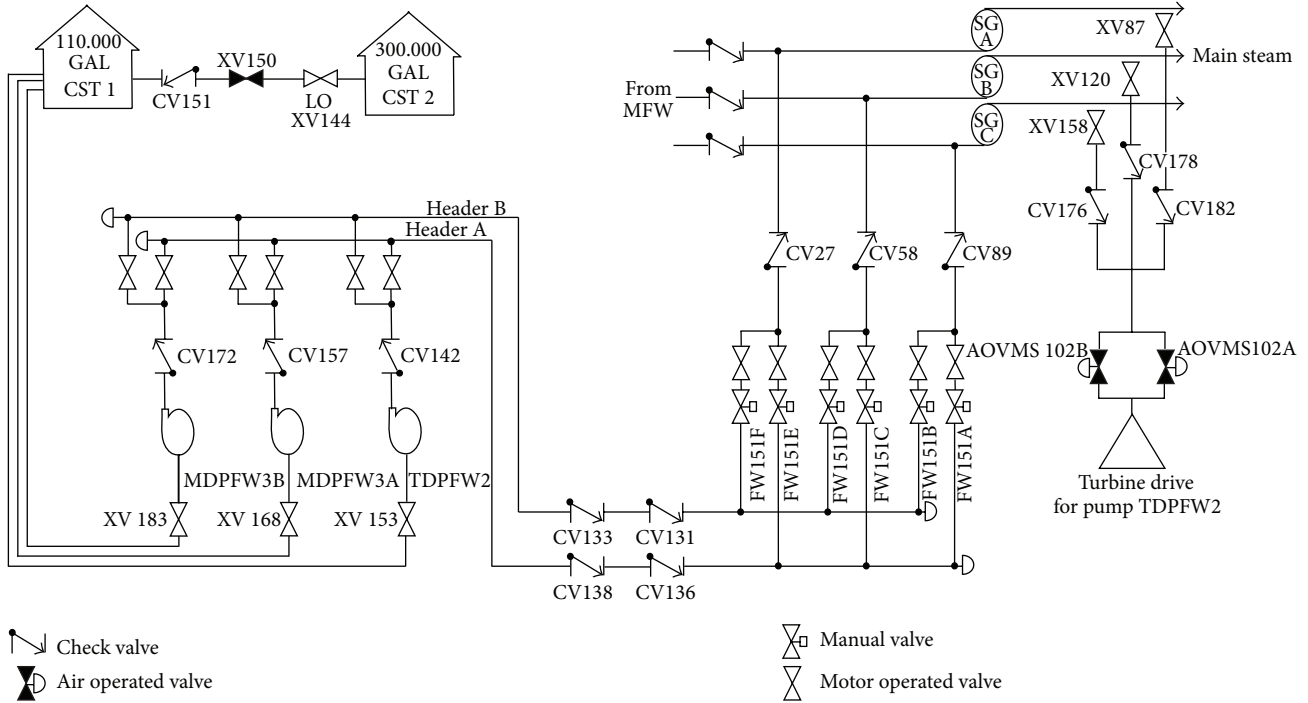 110.000
GAL
CST 1
XV150
CV151
LO
XV144
300.000
GAL
CST 2
From
MFW
SG
A
SG
B
SG
C
XV87
Main steam
XV120
XV158
CV178
CV176
CV182
Header B
Header A
CV27
CV58
CV89
CV172
CV157
CV142
AOVMS 102B
AOVMS102A
FW151F
FW151E
FW151D
FW151C
FW151B
FW151A
MDPFW3B
MDPFW3A
TDPFW2
XV 183
XV 168
XV 153
Turbine drive
for pump TDPFW2
CV133
CV131
CV138
CV136
Check valve
Air operated valve
Manual valve
Motor operated valve